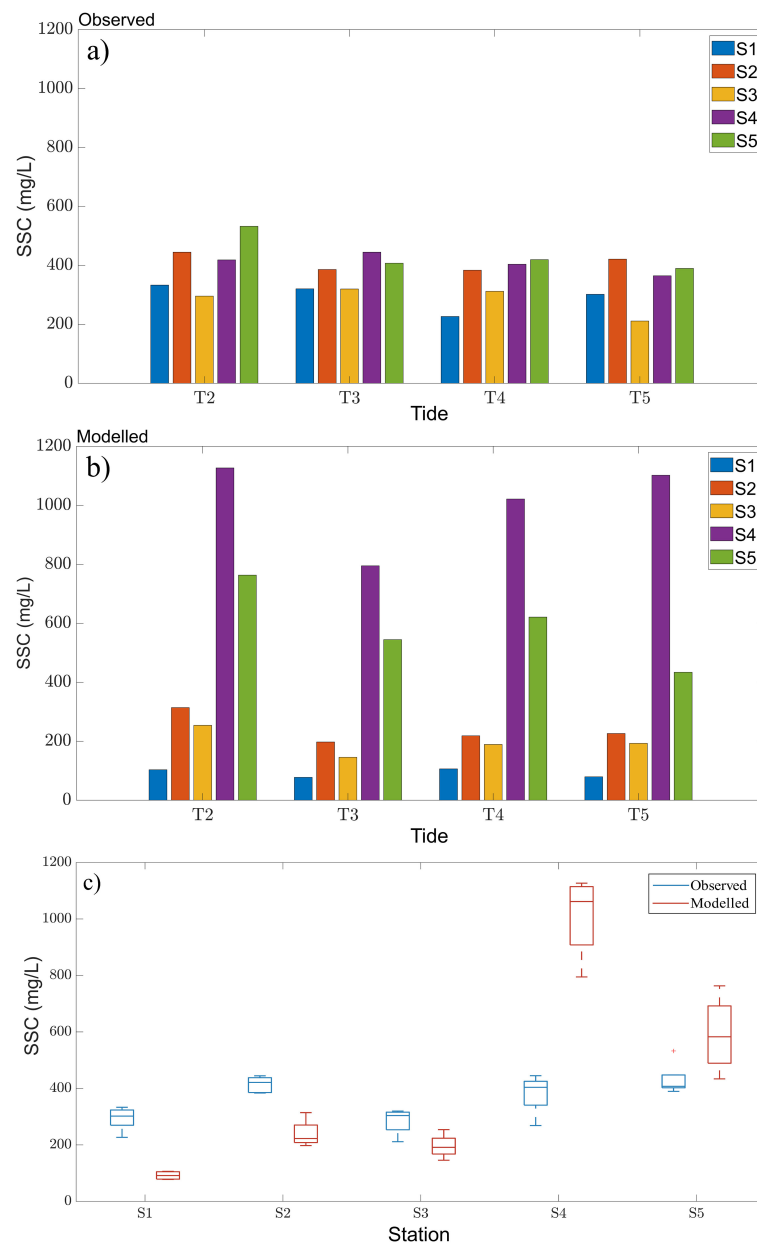 Observed
a)
1200
1000
800
600
400
200
0
SSC (mg/L)
T2 T3 T4 T5
Tide
S1
S2
S3
S4
S5
Modelled
b)
1200
1000
800
600
400
200
0
SSC (mg/L)
T2 T3 T4 T5
Tide
S1
S2
S3
S4
S5
c)
1200
1000
800
600
400
200
0
SSC (mg/L)
S1 S2 S3 S4 S5
Station
Observed
Modelled